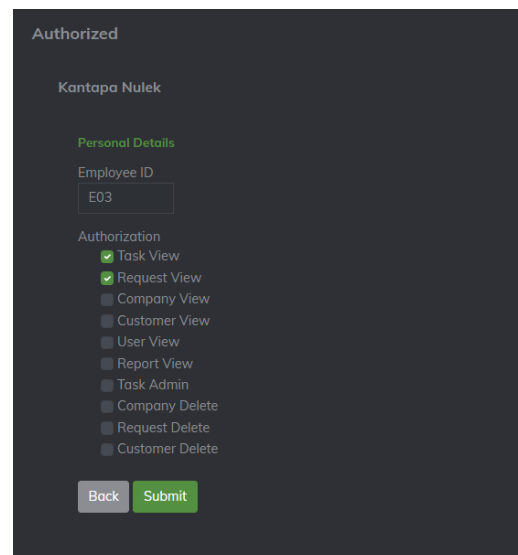 Authorized
Kantapa Nulek
Personal Details
Employee ID
E03
Authorization
Task View
Request View
Company View
Customer View
User View
Report View
Task Admin
Company Delete
Request Delete
Customer Delete
Back Submit